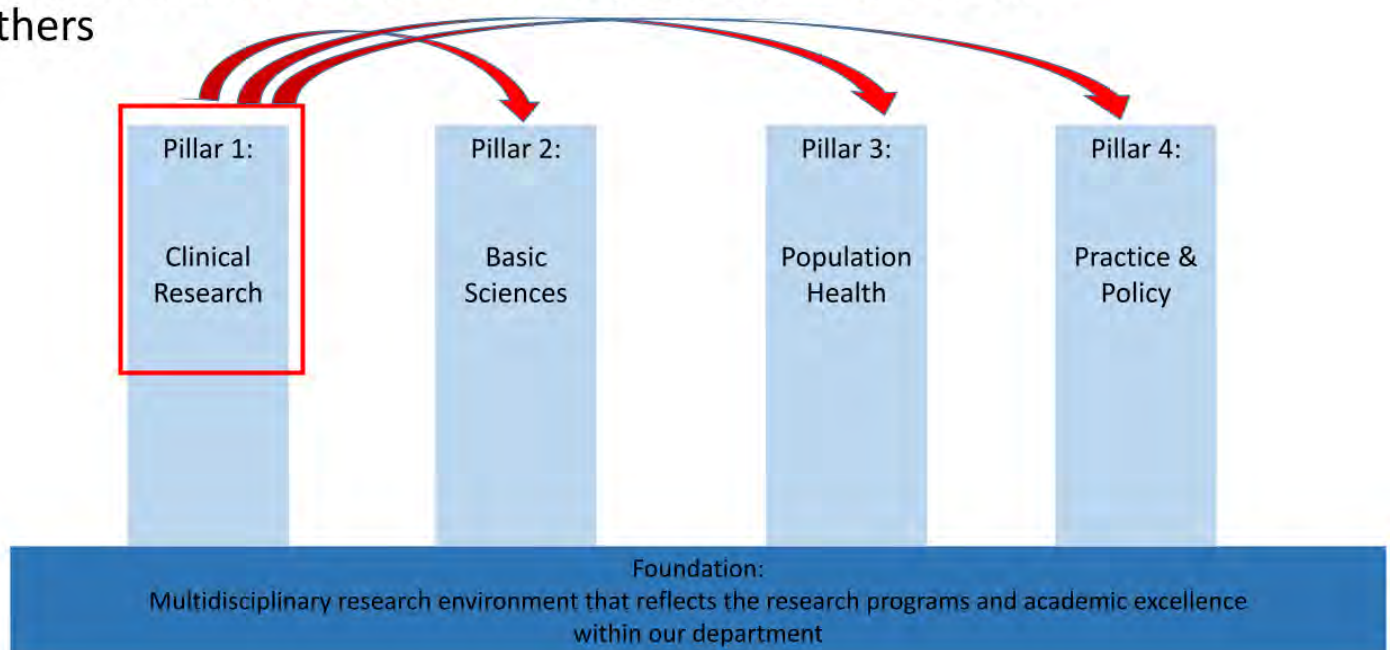 thers
Pillar 1:
Clinical
Research
Pillar 2:
Basic
Sciences
Pillar 3:
Population
Health
Pillar 4:
Practice &
Policy
Foundation:
Multidisciplinary research environment that reflects the research programs and academic excellence
within our department